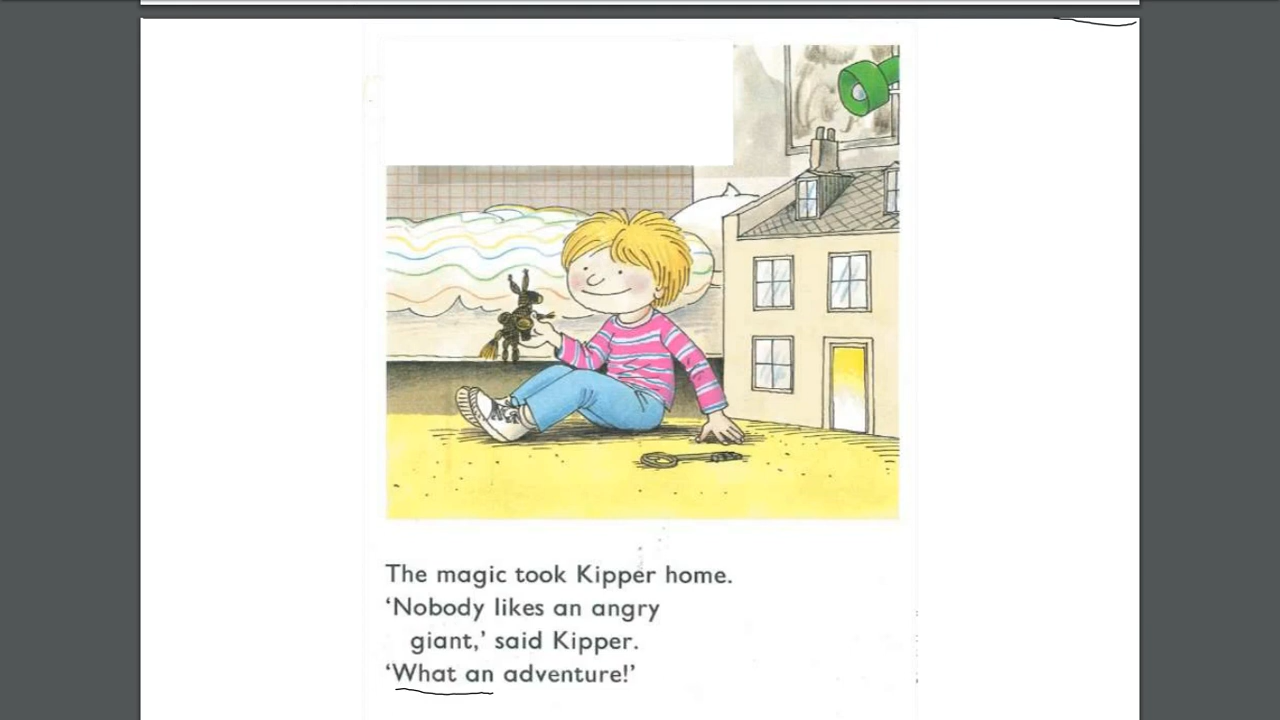 The magic took Kipper home.
‘Nobody likes an angry
giant,’ said Kipper.
‘What an adventure!’